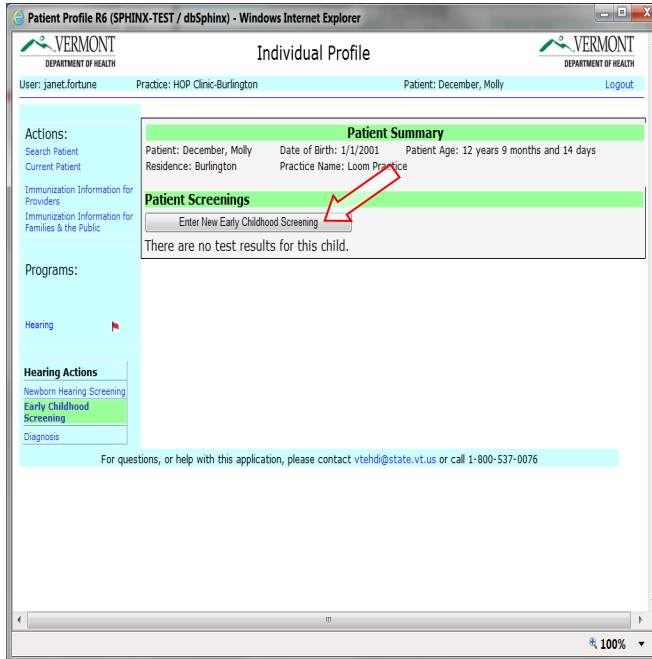 Patient Profile R6 (SPHINX-TEST / dbSphinx) - Windows Internet Explorer
VERMONT
DEPARTMENT OF HEALTH
Individual Profile
VERMONT
DEPARTMENT OF HEALTH
User: janet.fortune Practice: HOP Clinic-Burlington Patient: December, Molly Logout
Actions:
Search Patient
Current Patient
Immunization Information for
Providers
Immunization Information for
Families & the Public
Programs:
Hearing
Hearing Actions
Newborn Hearing Screening
Early Childhood
Screening
Diagnosis
Patient Summary
Patient: December, Molly Date of Birth: 1/1/2001 Patient Age: 12 years 9 months and 14 days
Residence: Burlington Practice Name: Loom Practice
Patient Screenings
Enter New Early Childhood Screening
There are no test results for this child.
For questions, or help with this application, please contact vtehdi@state.vt.us or call 1-800-537-0076
100%